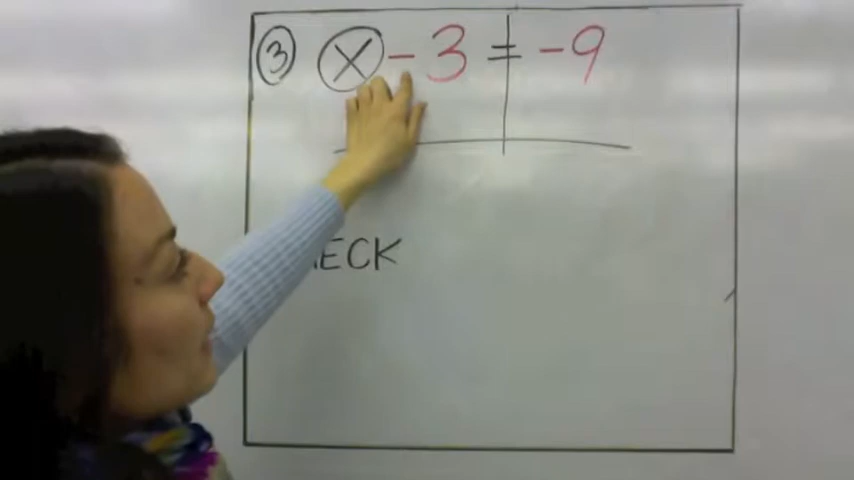 3 x - 3 = - 9
ECK